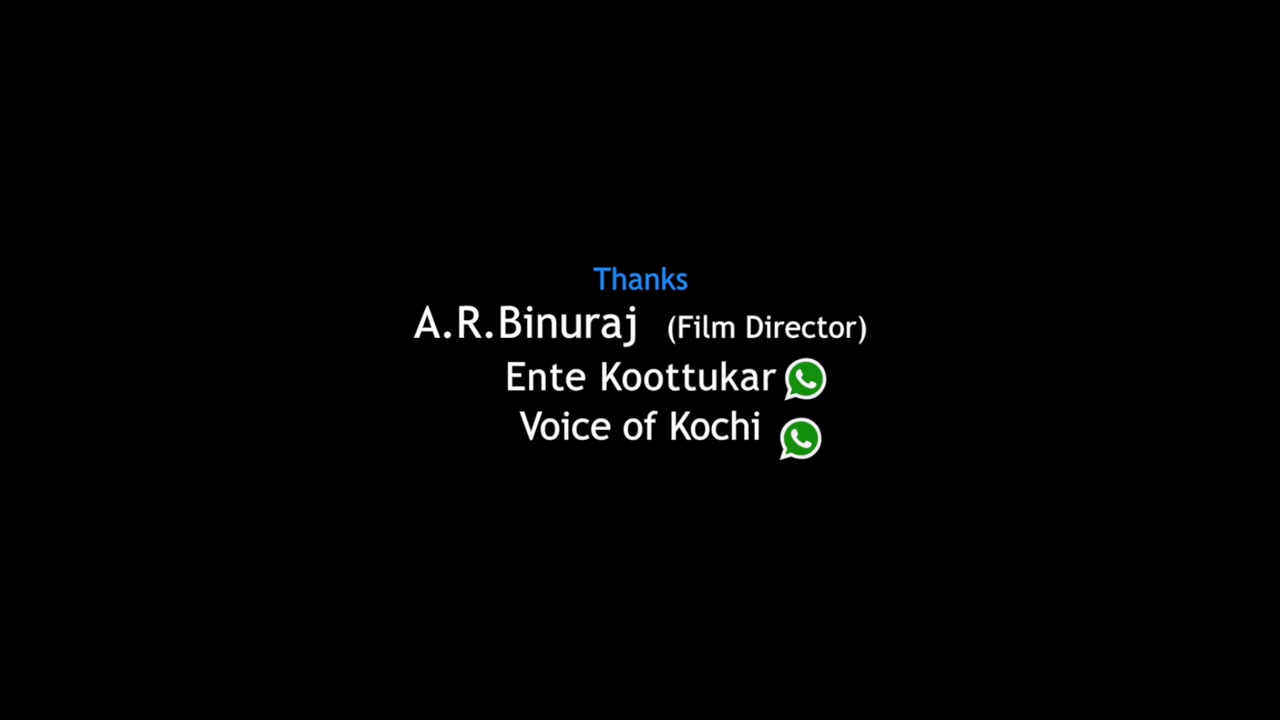 Thanks
A.R.Binuraj (Film Director)
Ente Koottukar
Voice of Kochi